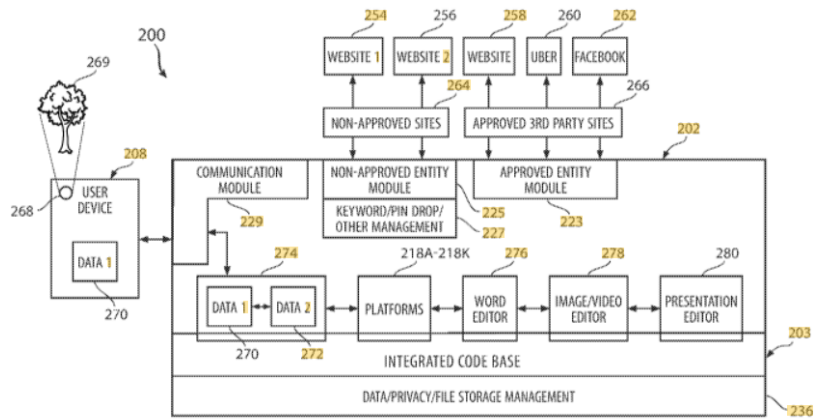 200
254
256
258
260
262
269
WEBSITE 1
WEBSITE 2
WEBSITE
UBER
FACEBOOK
264
266
NON-APPROVED SITES
APPROVED 3RD PARTY SITES
208
202
268
USER
DEVICE
COMMUNICATION
MODULE
NON-APPROVED ENTITY
MODULE
APPROVED ENTITY
MODULE
229
225
223
KEYWORD/PIN DROP/
OTHER MANAGEMENT
227
DATA 1
270
274
218A-218K
276
278
280
DATA 1
DATA 2
PLATFORMS
WORD
EDITOR
IMAGE/VIDEO
EDITOR
PRESENTATION
EDITOR
270
272
203
INTEGRATED CODE BASE
DATA/PRIVACY/FILE STORAGE MANAGEMENT
236